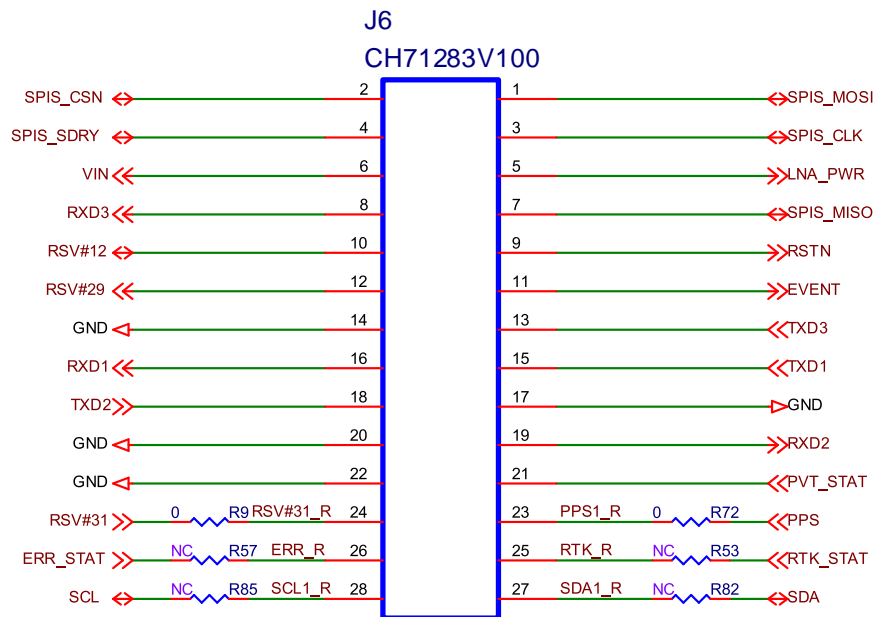 J6
CH71283V100
SPIS_CSN 2 1 SPIS_MOSI
SPIS_SDRY 4 3 SPIS_CLK
VIN 6 5 LNA_PWR
RXD3 8 7 SPIS_MISO
RSV#12 10 9 RSTN
RSV#29 12 11 EVENT
GND 14 13 TXD3
RXD1 16 15 TXD1
TXD2 18 17 GND
GND 20 19 RXD2
GND 22 21 PVT_STAT
RSV#31 0 R9 RSV#31_R 24 23 PPS1_R 0 R72 PPS
ERR_STAT NC R57 ERR_R 26 25 RTK_R NC R53 RTK_STAT
SCL NC R85 SCL1_R 28 27 SDA1_R NC R82 SDA